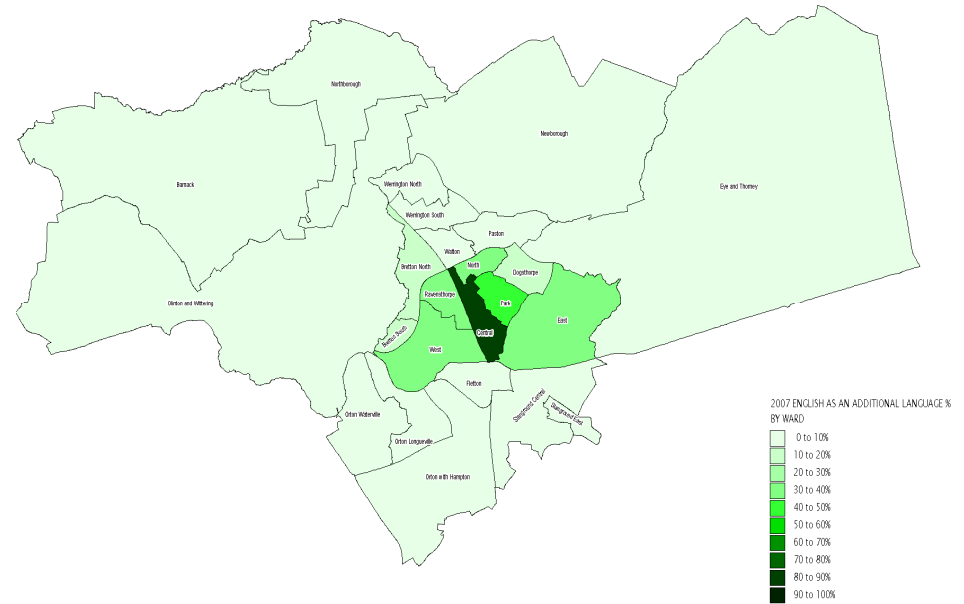 Northborough
Newborough
Barnack
Eye and Thorney
Werrington North
Werrington South
Paston
Walton
North
Bretton North
Dogsthorpe
Ravensthorpe
Park
Glinton and Wittering
East
Central
Bretton South
West
Fletton
Stanground Central
Stanground East
Orton Waterville
Orton Longueville
Orton with Hampton
2007 ENGLISH AS AN ADDITIONAL LANGUAGE %
BY WARD
0 to 10%
10 to 20%
20 to 30%
30 to 40%
40 to 50%
50 to 60%
60 to 70%
70 to 80%
80 to 90%
90 to 100%